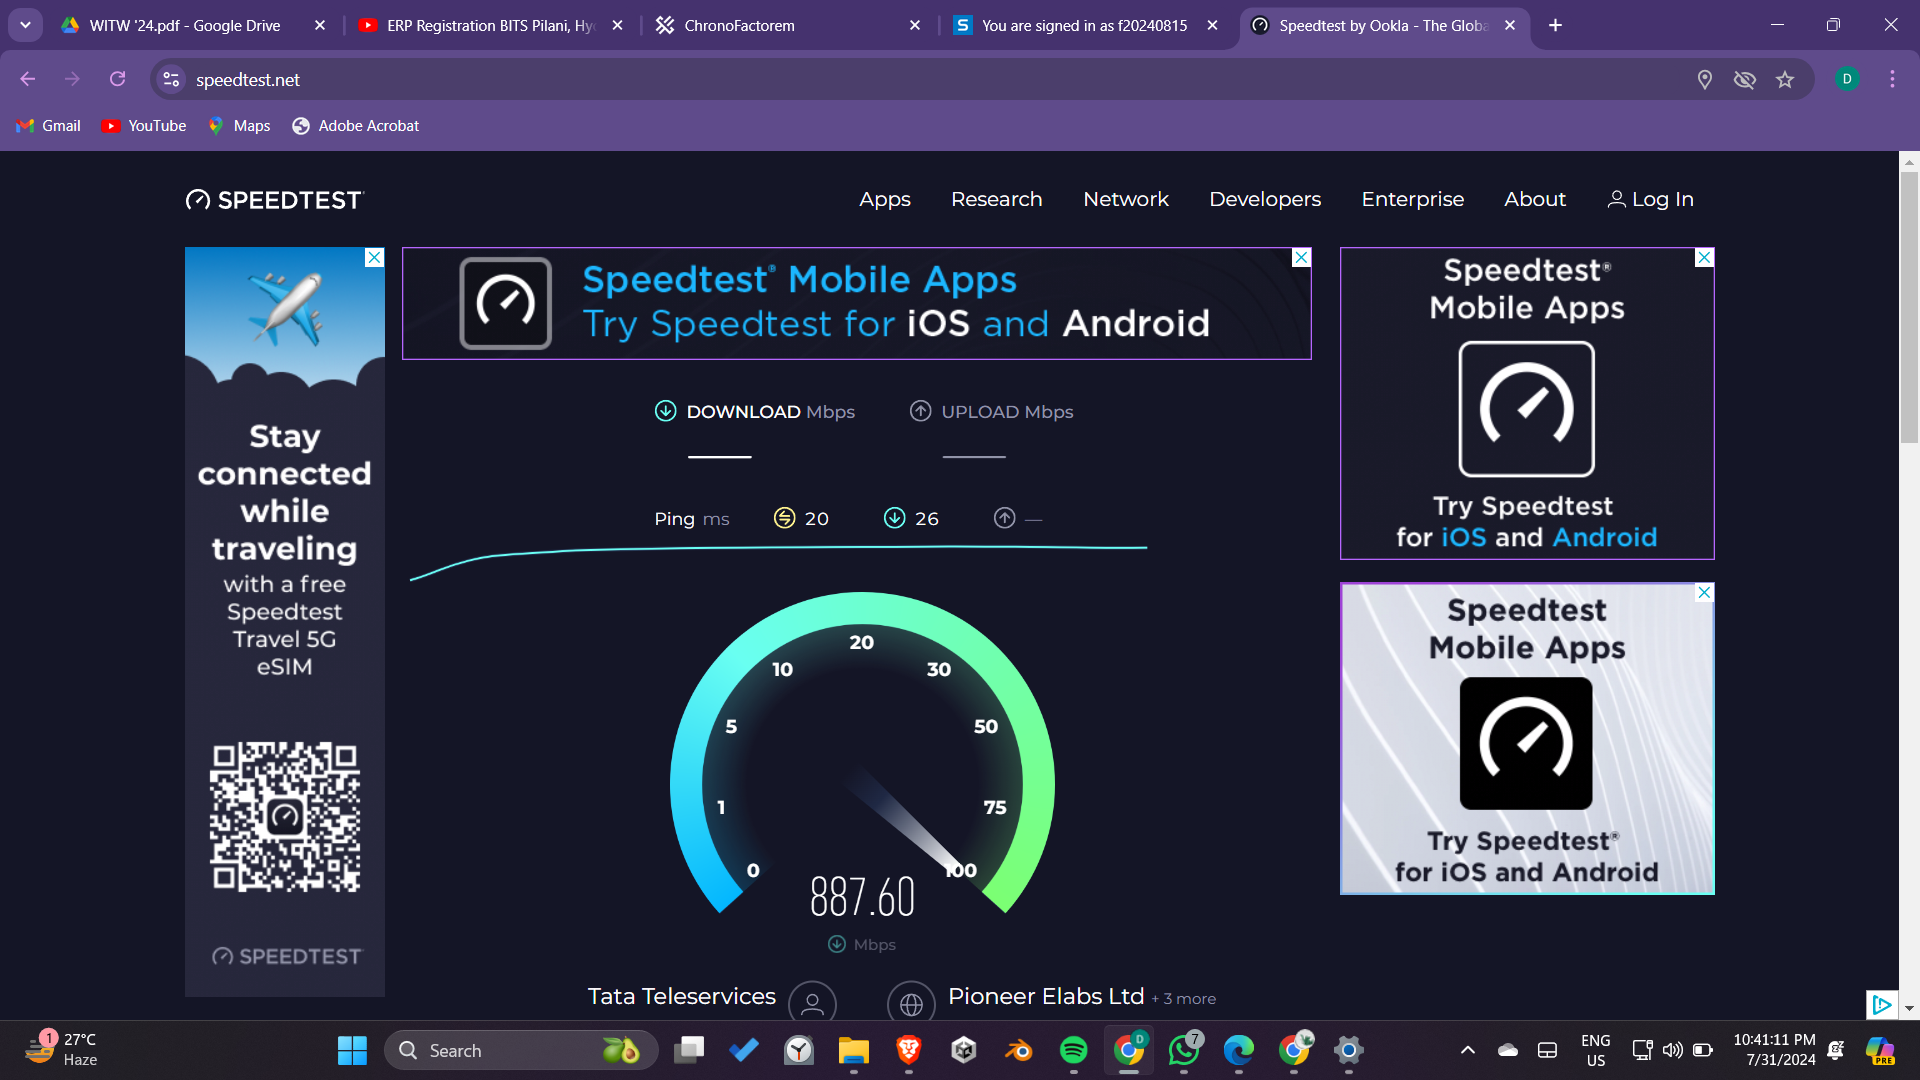 WITW '24.pdf - Google Drive
ERP Registration BITS Pilani, Hy
ChronoFactorem
You are signed in as f20240815
Speedtest by Ookla - The Globa
speedtest.net
D
Gmail
YouTube
Maps
Adobe Acrobat
SPEEDTEST
Apps
Research
Network
Developers
Enterprise
About
Log In
Stay
connected
while
traveling
with a free
Speedtest
Travel 5G
eSIM
SPEEDTEST
Speedtest® Mobile Apps
Try Speedtest for iOS and Android
DOWNLOAD Mbps
UPLOAD Mbps
Ping ms
20
26
—
0
1
5
10
20
30
50
75
100
887.60
Mbps
Tata Teleservices
Pioneer Elabs Ltd + 3 more
Speedtest®
Mobile Apps
Try Speedtest
for iOS and Android
Speedtest
Mobile Apps
Try Speedtest®
for iOS and Android
1
27°C
Haze
Search
D
7
ENG
US
10:41:11 PM
7/31/2024
PRE